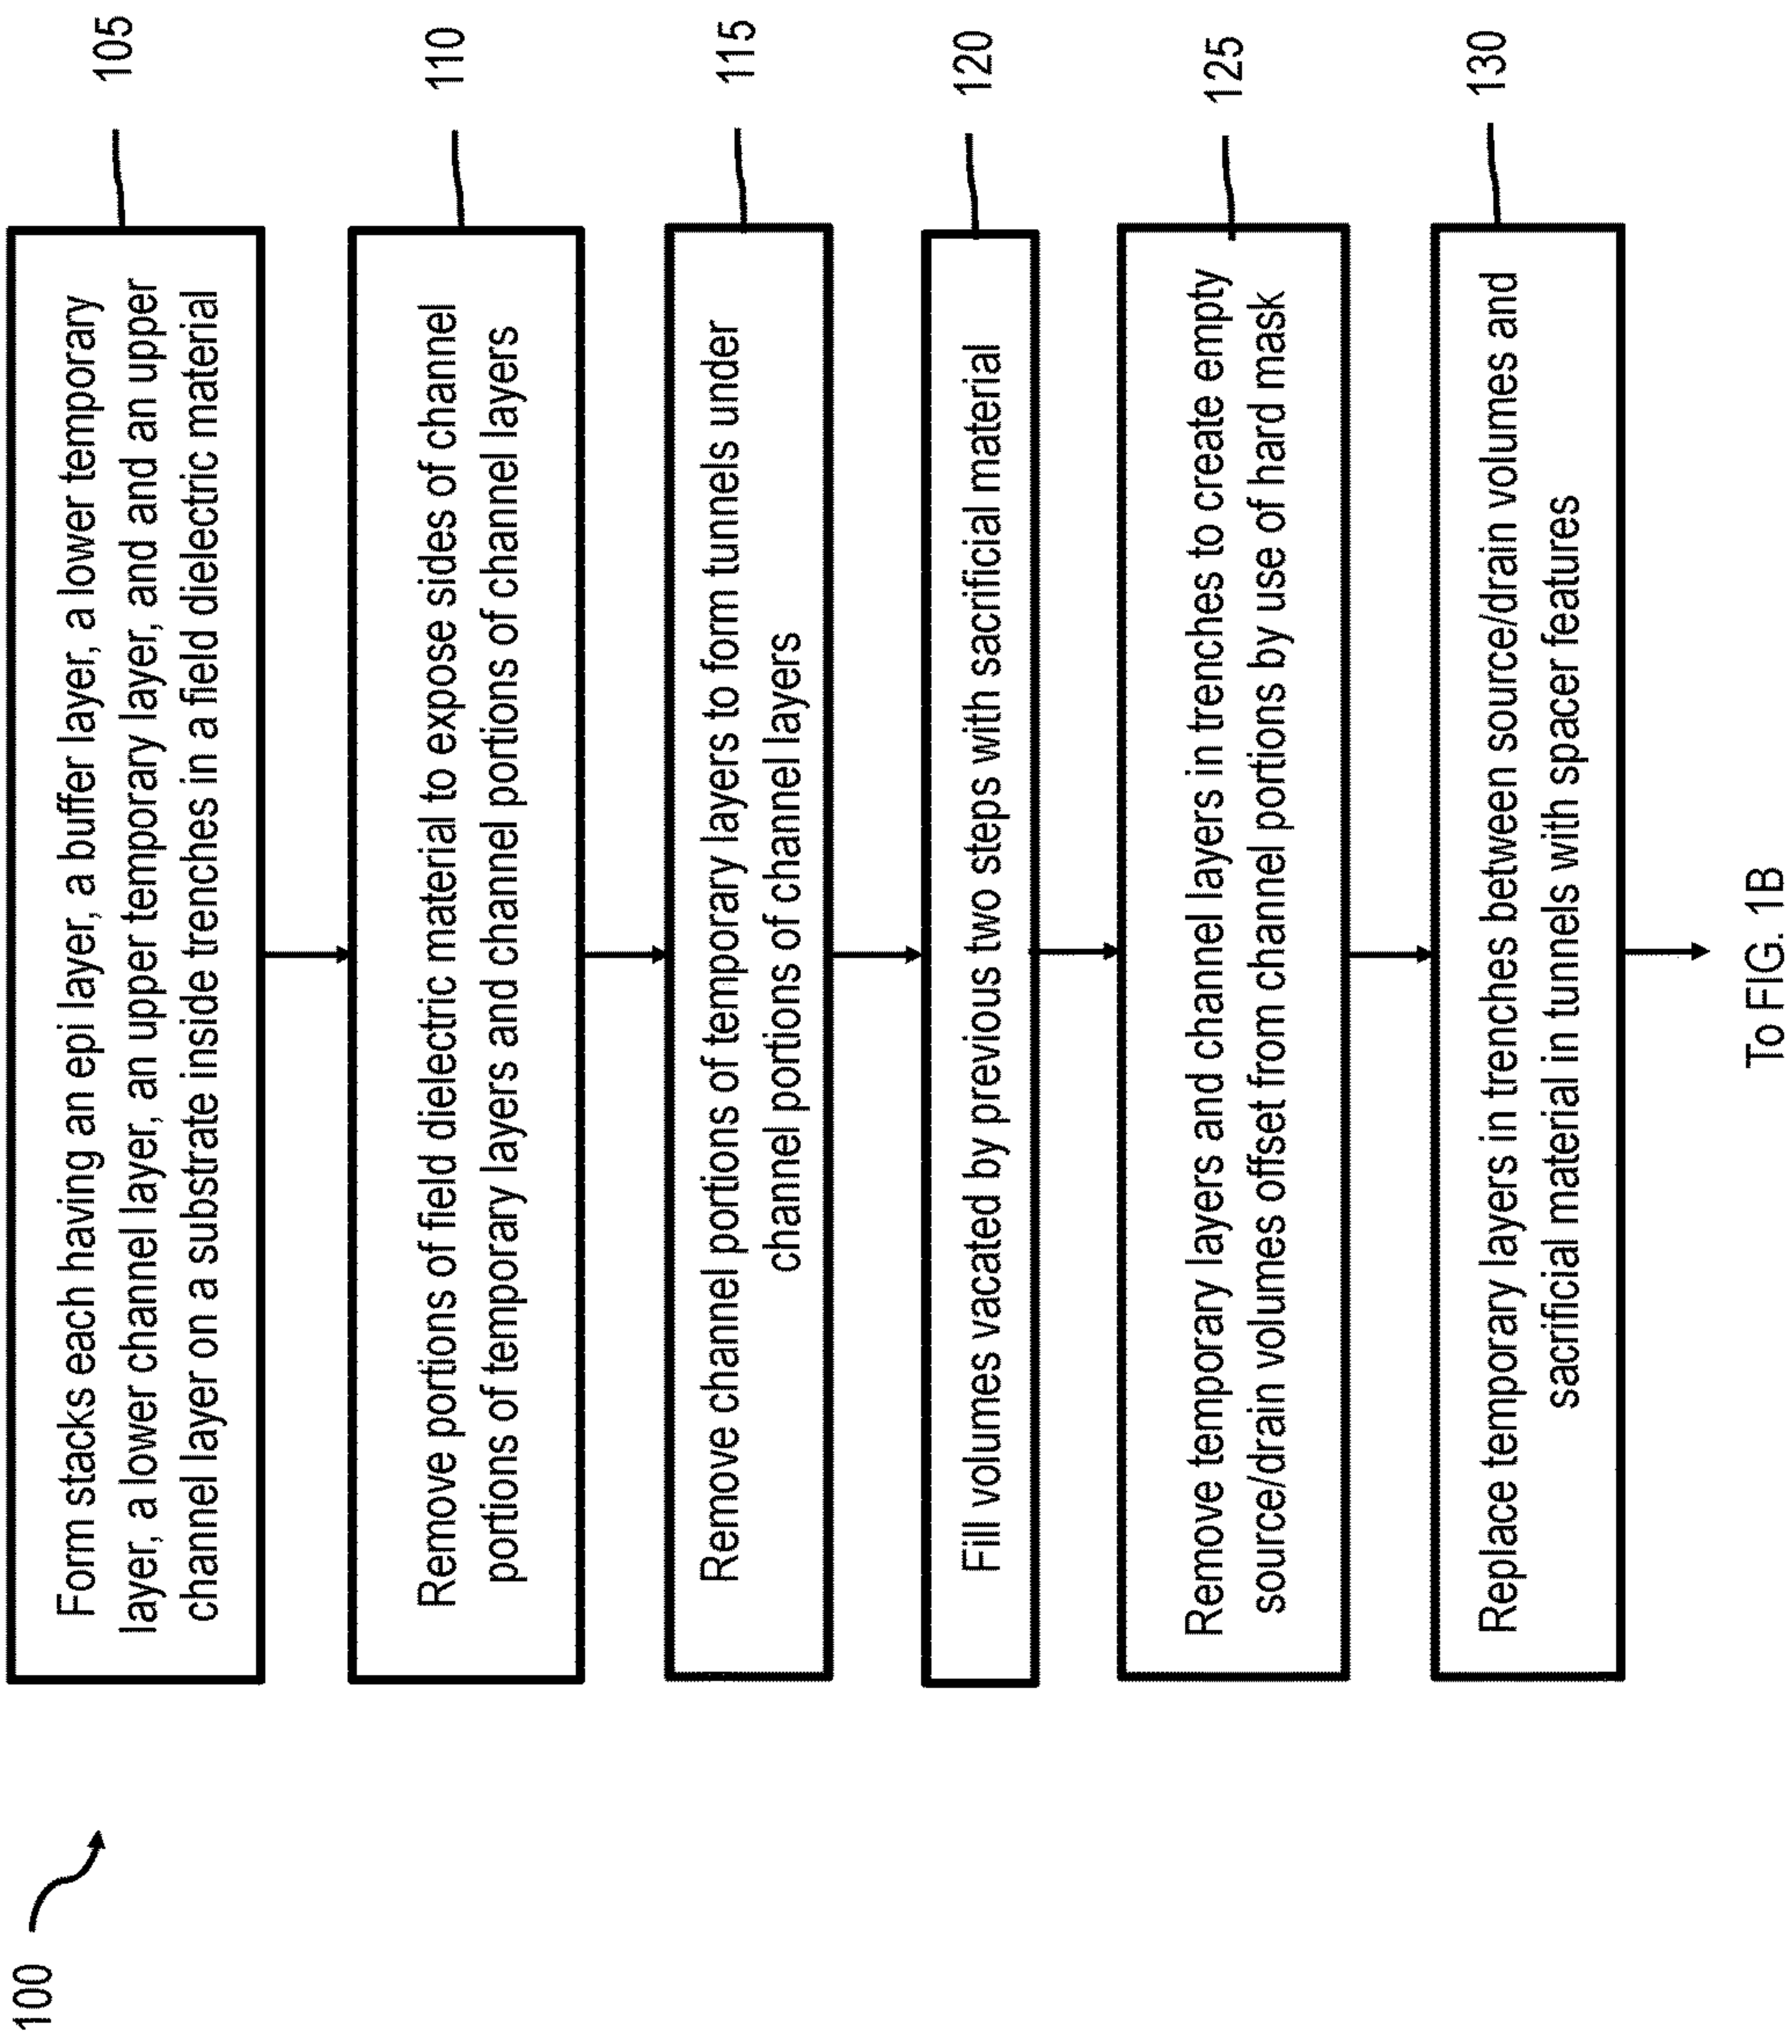 100
105
Form stacks each having an epi layer, a buffer layer, a lower temporary
layer, a lower channel layer, an upper temporary layer, and and an upper
channel layer on a substrate inside trenches in a field dielectric material
110
Remove portions of field dielectric material to expose sides of channel
portions of temporary layers and channel portions of channel layers
115
Remove channel portions of temporary layers to form tunnels under
channel portions of channel layers
120
Fill volumes vacated by previous two steps with sacrificial material
125
Remove temporary layers and channel layers in trenches to create empty
source/drain volumes offset from channel portions by use of hard mask
130
Replace temporary layers in trenches between source/drain volumes and
sacrificial material in tunnels with spacer features
To FIG. 1B